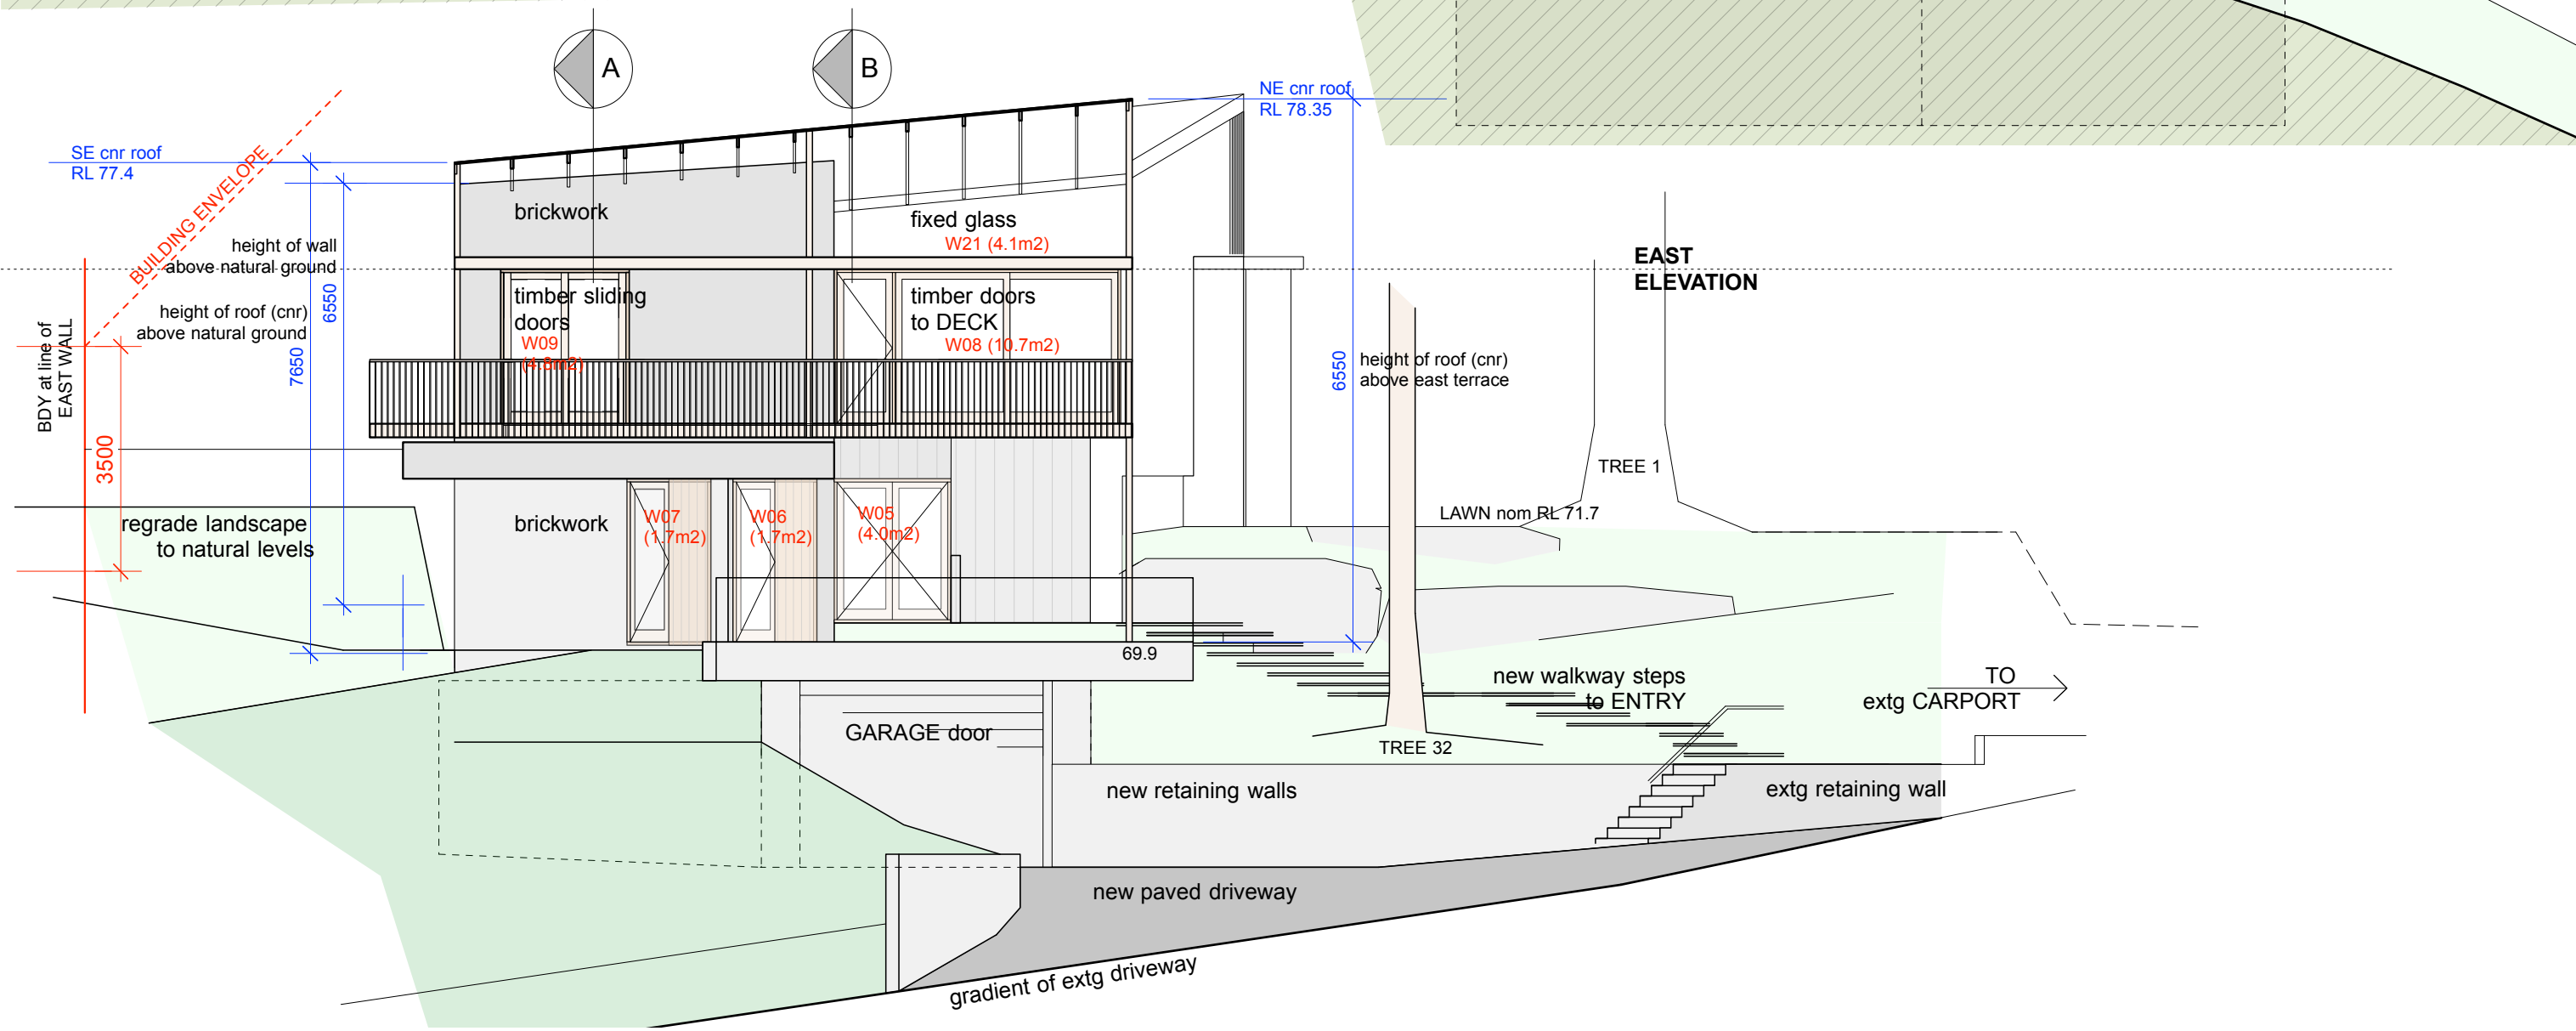 A
B
NE cnr roof
RL 78.35
SE cnr roof
RL 77.4
BUILDING ENVELOPE
brickwork
fixed glass
W21 (4.1m2)
height of wall
above natural ground
EAST
ELEVATION
6550
height of roof (cnr)
above natural ground
7650
timber sliding
doors
W09
(4.8m2)
timber doors
to DECK
W08 (10.7m2)
BDY at line of
EAST WALL
6550
height of roof (cnr)
above east terrace
3500
TREE 1
LAWN nom RL 71.7
regrade landscape
to natural levels
brickwork
W07
(1.7m2)
W06
(1.7m2)
W05
(4.0m2)
69.9
new walkway steps
to ENTRY
TO
extg CARPORT
GARAGE door
TREE 32
new retaining walls
extg retaining wall
new paved driveway
gradient of extg driveway